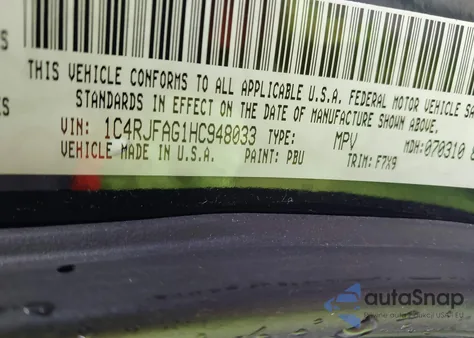 THIS VEHICLE CONFORMS TO ALL APPLICABLE U.S.A. FEDERAL MOTOR VEHICLE SA
STANDARDS IN EFFECT ON THE DATE OF MANUFACTURE SHOWN ABOVE.
VIN: 1C4RJFAG1HC948033 TYPE: MPV MDH: 070310
VEHICLE MADE IN U.S.A. PAINT: PBU TRIM: F7X9
autoSnap